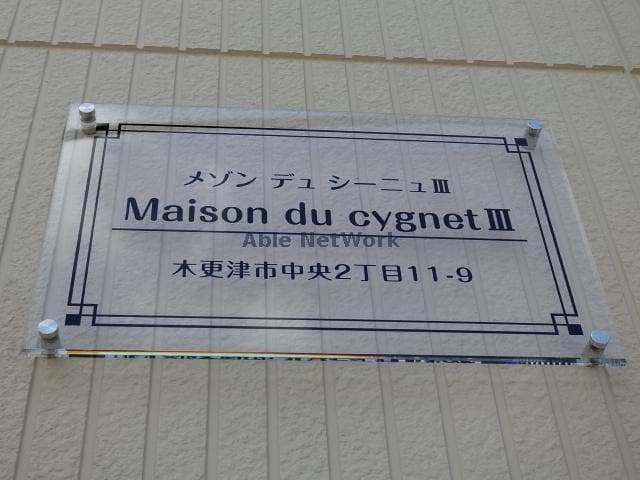 メゾン デュ シーニュⅢ
Maison du cygnetⅢ
Able NetWork
木更津市中央2丁目11-9